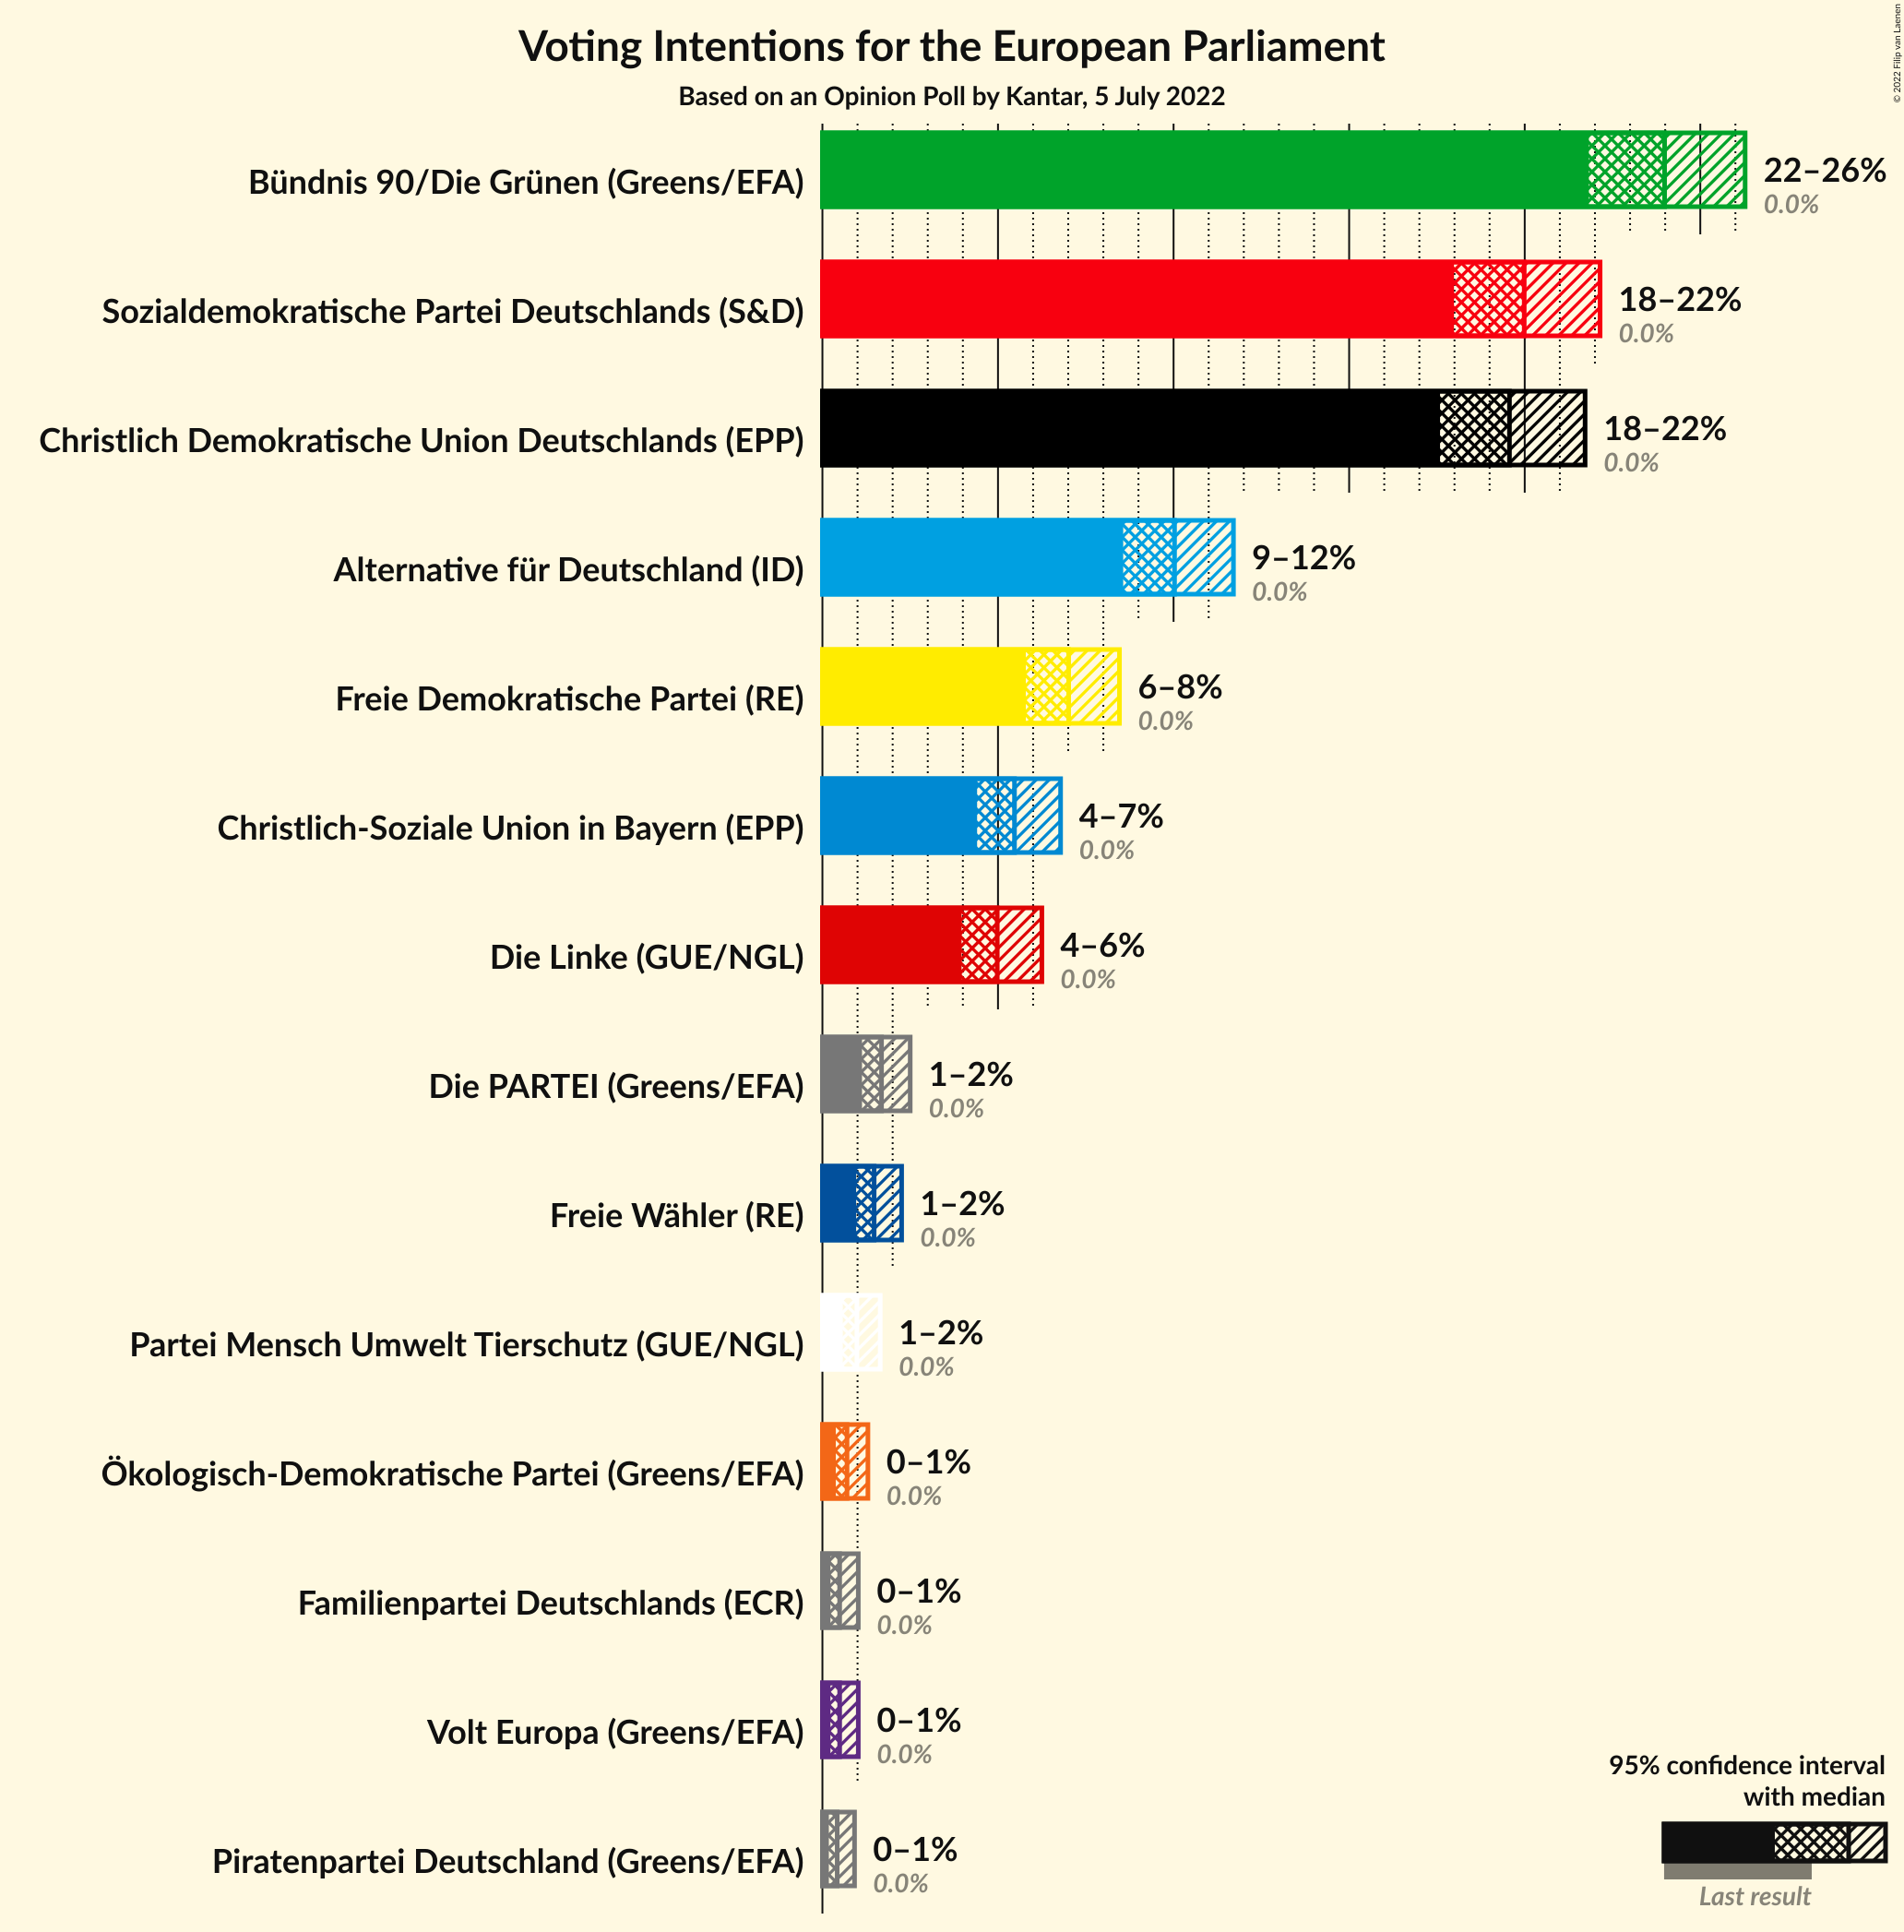 Voting Intentions for the European Parliament
Based on an Opinion Poll by Kantar, 5 July 2022
© 2022 Filip van Laenen
Bündnis 90/Die Grünen (Greens/EFA)
22–26%
0.0%
Sozialdemokratische Partei Deutschlands (S&D)
18–22%
0.0%
Christlich Demokratische Union Deutschlands (EPP)
18–22%
0.0%
Alternative für Deutschland (ID)
9–12%
0.0%
Freie Demokratische Partei (RE)
6–8%
0.0%
Christlich-Soziale Union in Bayern (EPP)
4–7%
0.0%
Die Linke (GUE/NGL)
4–6%
0.0%
Die PARTEI (Greens/EFA)
1–2%
0.0%
Freie Wähler (RE)
1–2%
0.0%
Partei Mensch Umwelt Tierschutz (GUE/NGL)
1–2%
0.0%
Ökologisch-Demokratische Partei (Greens/EFA)
0–1%
0.0%
Familienpartei Deutschlands (ECR)
0–1%
0.0%
Volt Europa (Greens/EFA)
0–1%
0.0%
Piratenpartei Deutschland (Greens/EFA)
0–1%
0.0%
95% confidence interval
with median
Last result